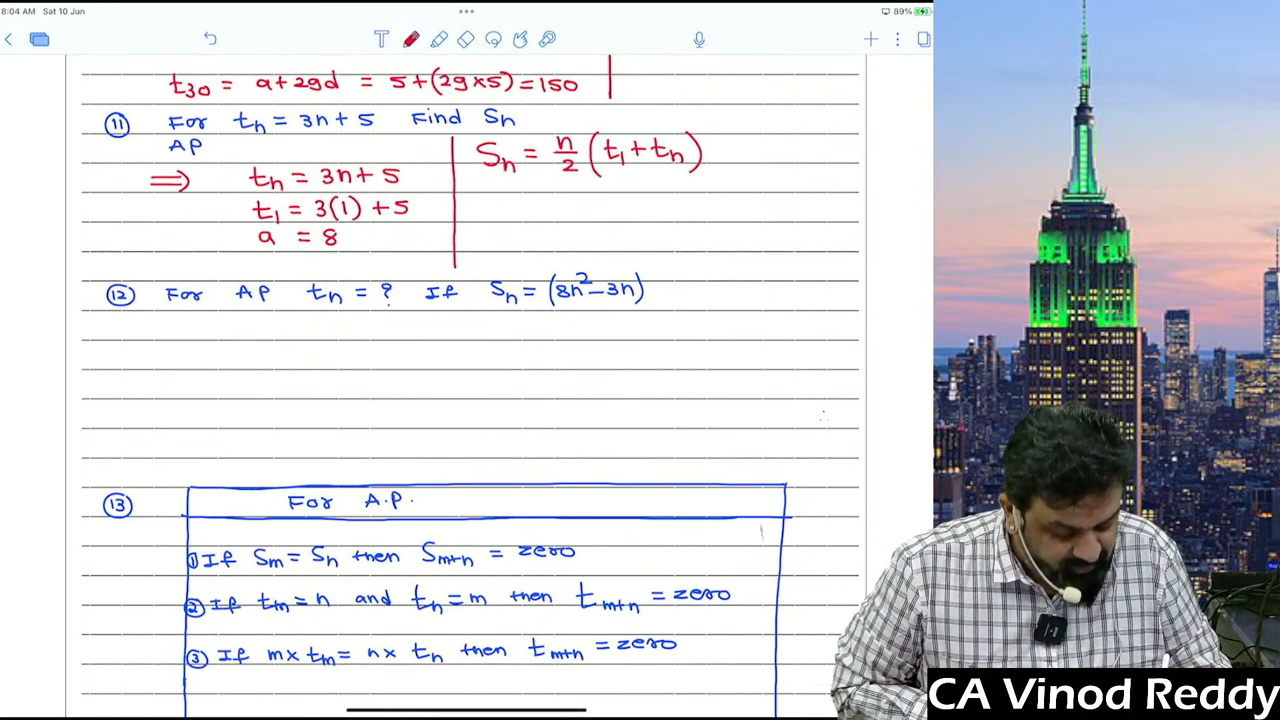 8:04 AM Sat 10 Jun
89%
t30 = a+29d = 5+(29x5)=150
11 For tn = 3n+5 Find Sn
AP
⇒ tn = 3n+5
t1 = 3(1) +5
a = 8
Sn = n/2 (t1+tn)
12 For AP tn = ? If Sn = (8n²-3n)
13 For A.P.
1 If Sm = Sn then Sm+n = zero
2 If tm = n and tn = m then tm+n = zero
3 If m x tm = n x tn then tm+n = zero
CA Vinod Reddy